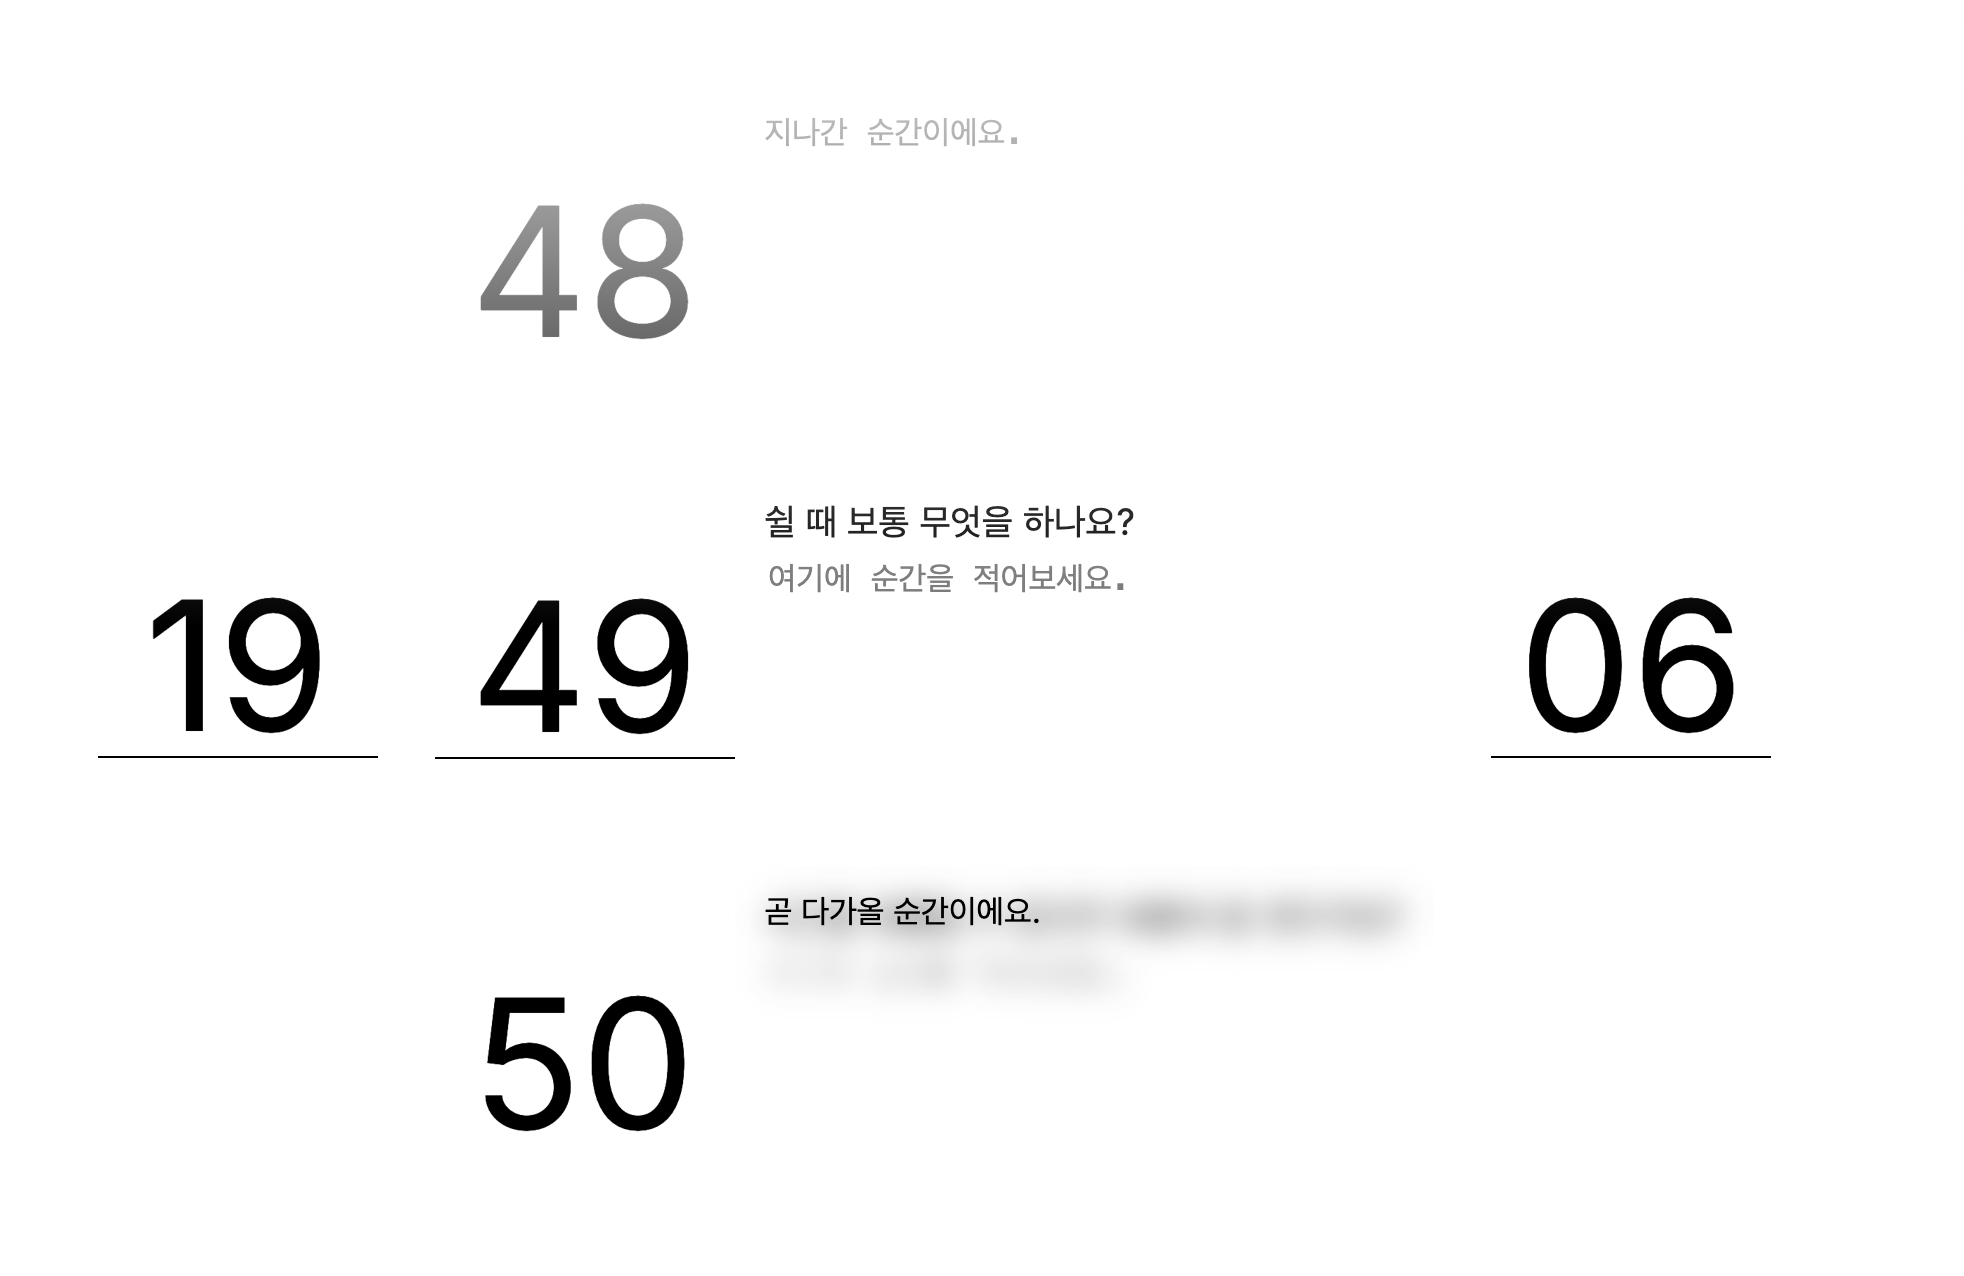 지나간 순간이에요.
48
쉴 때 보통 무엇을 하나요?
여기에 순간을 적어보세요.
19 49 06
곧 다가올 순간이에요.
50